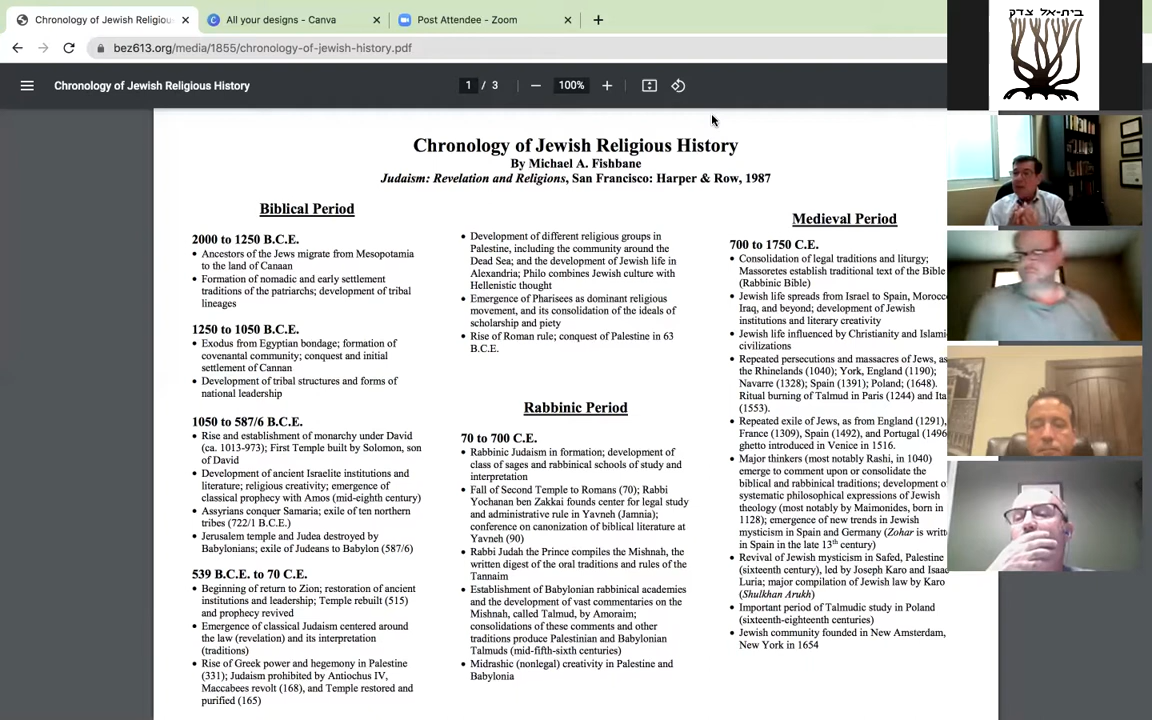 Chronology of Jewish Religious
All your designs - Canva
Post Attendee - Zoom
bez613.org/media/1855/chronology-of-jewish-history.pdf
Chronology of Jewish Religious History
1 / 3
100%
בית-אל צדק
Chronology of Jewish Religious History
By Michael A. Fishbane
Judaism: Revelation and Religions, San Francisco: Harper & Row, 1987
Biblical Period
2000 to 1250 B.C.E.
• Ancestors of the Jews migrate from Mesopotamia
to the land of Canaan
• Formation of nomadic and early settlement
traditions of the patriarchs; development of tribal
lineages
1250 to 1050 B.C.E.
• Exodus from Egyptian bondage; formation of
covenantal community; conquest and initial
settlement of Cannan
• Development of tribal structures and forms of
national leadership
1050 to 587/6 B.C.E.
• Rise and establishment of monarchy under David
(ca. 1013-973); First Temple built by Solomon, son
of David
• Development of ancient Israelite institutions and
literature; religious creativity; emergence of
classical prophecy with Amos (mid-eighth century)
• Assyrians conquer Samaria; exile of ten northern
tribes (722/1 B.C.E.)
• Jerusalem temple and Judea destroyed by
Babylonians; exile of Judeans to Babylon (587/6)
539 B.C.E. to 70 C.E.
• Beginning of return to Zion; restoration of ancient
institutions and leadership; Temple rebuilt (515)
and prophecy revived
• Emergence of classical Judaism centered around
the law (revelation) and its interpretation
(traditions)
• Rise of Greek power and hegemony in Palestine
(331); Judaism prohibited by Antiochus IV,
Maccabees revolt (168), and Temple restored and
purified (165)
• Development of different religious groups in
Palestine, including the community around the
Dead Sea; and the development of Jewish life in
Alexandria; Philo combines Jewish culture with
Hellenistic thought
• Emergence of Pharisees as dominant religious
movement, and its consolidation of the ideals of
scholarship and piety
• Rise of Roman rule; conquest of Palestine in 63
B.C.E.
Rabbinic Period
70 to 700 C.E.
• Rabbinic Judaism in formation; development of
class of sages and rabbinical schools of study and
interpretation
• Fall of Second Temple to Romans (70); Rabbi
Yochanan ben Zakkai founds center for legal study
and administrative rule in Yavneh (Jamnia);
conference on canonization of biblical literature at
Yavneh (90)
• Rabbi Judah the Prince compiles the Mishnah, the
written digest of the oral traditions and rules of the
Tannaim
• Establishment of Babylonian rabbinical academies
and the development of vast commentaries on the
Mishnah, called Talmud, by Amoraim;
consolidations of these comments and other
traditions produce Palestinian and Babylonian
Talmuds (mid-fifth-sixth centuries)
• Midrashic (nonlegal) creativity in Palestine and
Babylonia
Medieval Period
700 to 1750 C.E.
• Consolidation of legal traditions and liturgy;
Massoretes establish traditional text of the Bible
(Rabbinic Bible)
• Jewish life spreads from Israel to Spain, Morocc
Iraq, and beyond; development of Jewish
institutions and literary creativity
• Jewish life influenced by Christianity and Islami
civilizations
• Repeated persecutions and massacres of Jews, as
the Rhinelands (1040); York, England (1190);
Navarre (1328); Spain (1391); Poland; (1648).
Ritual burning of Talmud in Paris (1244) and Ita
(1553).
• Repeated exile of Jews, as from England (1291),
France (1309), Spain (1492), and Portugal (1496
ghetto introduced in Venice in 1516.
• Major thinkers (most notably Rashi, in 1040)
emerge to comment upon or consolidate the
biblical and rabbinical traditions; development o
systematic philosophical expressions of Jewish
theology (most notably by Maimonides, born in
1128); emergence of new trends in Jewish
mysticism in Spain and Germany (Zohar is writt
in Spain in the late 13th century)
• Revival of Jewish mysticism in Safed, Palestine
(sixteenth century), led by Joseph Karo and Isaac
Luria; major compilation of Jewish law by Karo
(Shulkhan Arukh)
• Important period of Talmudic study in Poland
(sixteenth-eighteenth centuries)
• Jewish community founded in New Amsterdam,
New York in 1654